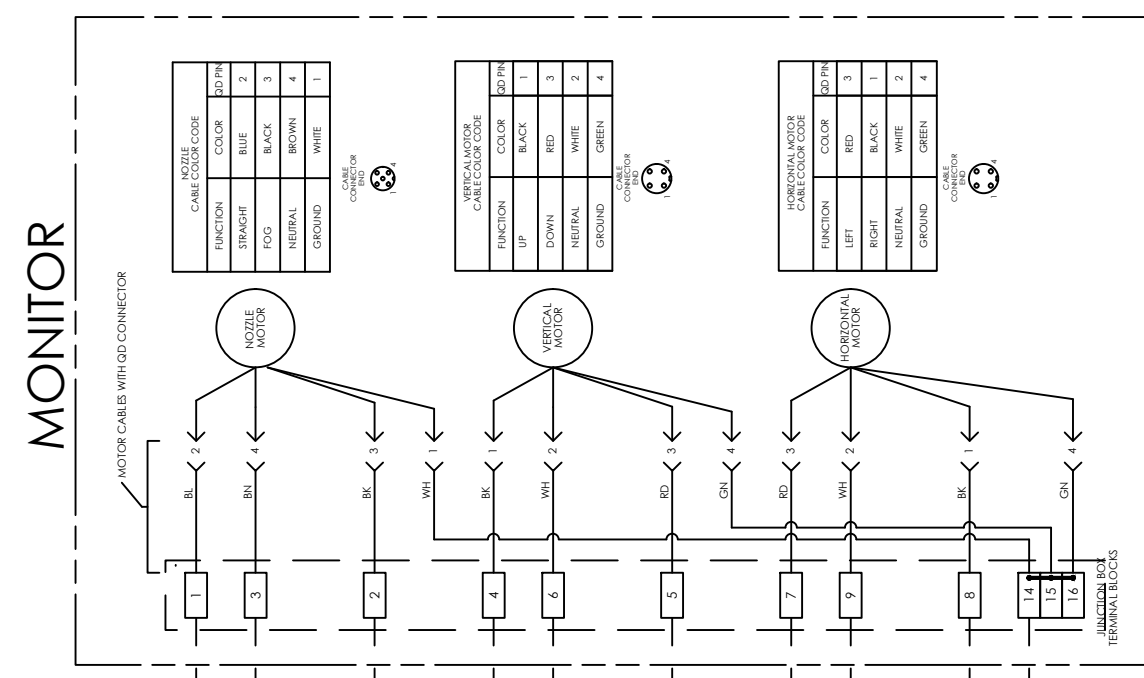 MONITOR
MOTOR CABLES WITH QD CONNECTOR
NOZZLE
CABLE COLOR CODE
FUNCTION COLOR QD PIN
STRAIGHT BLUE 2
FOG BLACK 3
NEUTRAL BROWN 4
GROUND WHITE 1
CABLE
CONNECTOR
END
1 4
VERTICAL MOTOR
CABLE COLOR CODE
FUNCTION COLOR QD PIN
UP BLACK 1
DOWN RED 3
NEUTRAL WHITE 2
GROUND GREEN 4
CABLE
CONNECTOR
END
1 4
HORIZONTAL MOTOR
CABLE COLOR CODE
FUNCTION COLOR QD PIN
LEFT RED 3
RIGHT BLACK 1
NEUTRAL WHITE 2
GROUND GREEN 4
CABLE
CONNECTOR
END
1 4
NOZZLE
MOTOR
VERTICAL
MOTOR
HORIZONTAL
MOTOR
2 4 3 1 1 2 3 4 3 2 1 4
BL BN BK WH BK WH RD GN RD WH BK GN
1 3 2 4 6 5 7 9 8 14 15 16
JUNCTION BOX
TERMINAL BLOCKS